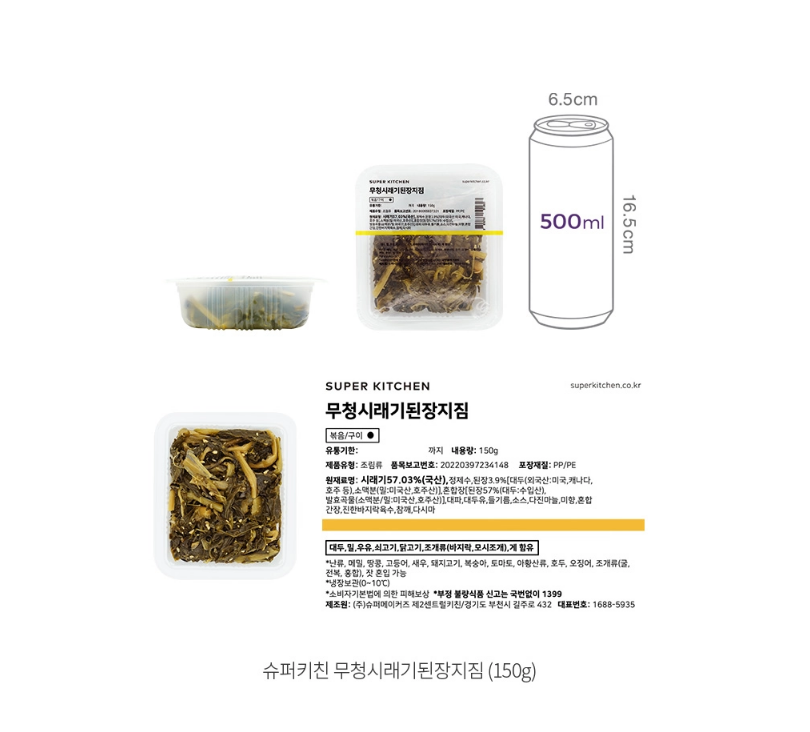 6.5cm
500ml
16.5cm
SUPER KITCHEN
superkitchen.co.kr
무청시래기된장지짐
SUPER KITCHEN
superkitchen.co.kr
무청시래기된장지짐
볶음/구이 ●
유통기한: 까지 내용량: 150g
제품유형: 조림류 품목보고번호: 20220397234148 포장재질: PP/PE
원재료명: 시래기57.03%(국산),정제수,된장3.9%[대두(외국산:미국,캐나다,
호주 등),소맥분(밀:미국산,호주산)],혼합장[된장57%(대두:수입산),
발효곡물(소맥분/밀:미국산,호주산)],대파,대두유,들기름,소스,다진마늘,미향,혼합
간장,진한바지락육수,참깨,다시마
대두,밀,우유,쇠고기,닭고기,조개류(바지락,모시조개),게 함유
*난류, 메밀, 땅콩, 고등어, 새우, 돼지고기, 복숭아, 토마토, 아황산류, 호두, 오징어, 조개류(굴,
전복, 홍합), 잣 혼입 가능
*냉장보관(0~10℃)
*소비자기본법에 의한 피해보상 *부정 불량식품 신고는 국번없이 1399
제조원: (주)슈퍼메이커즈 제2센트럴키친/경기도 부천시 길주로 432 대표번호: 1688-5935
슈퍼키친 무청시래기된장지짐 (150g)